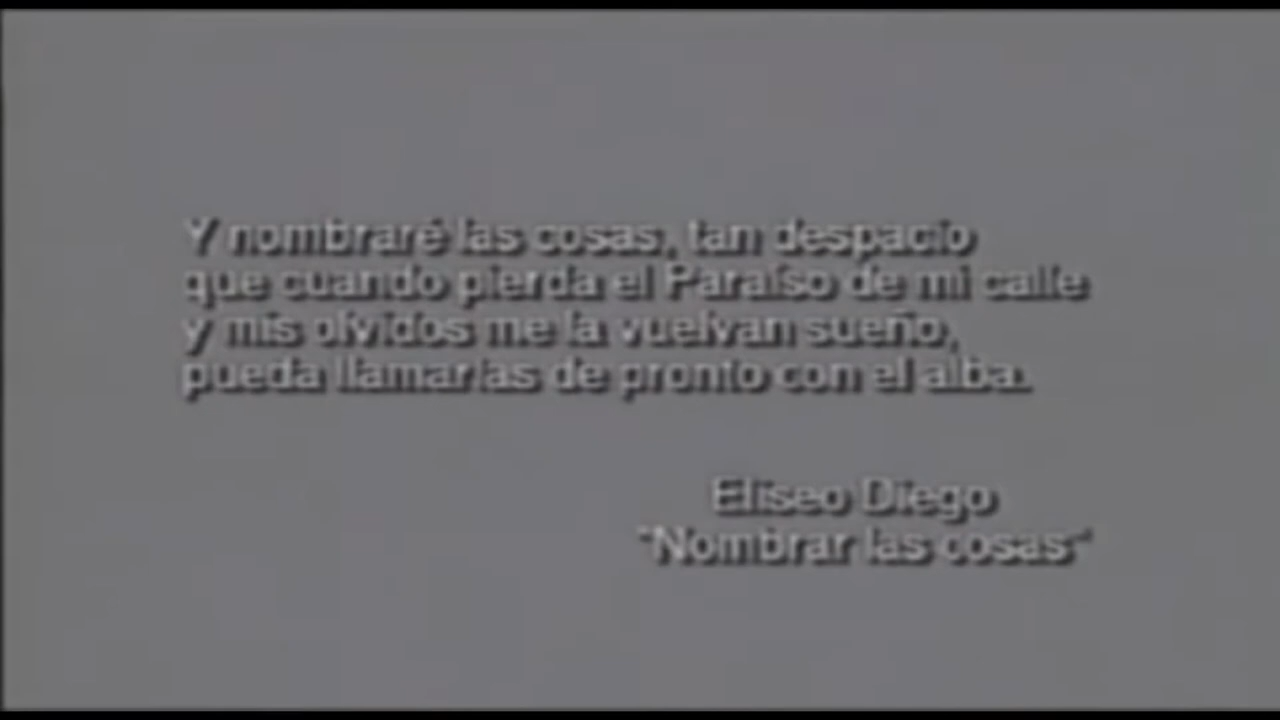 Y nombraré las cosas, tan despacio
que cuando pierda el Paraíso de mi calle
y mis olvidos me la vuelvan sueño,
pueda llamarlas de pronto con el alba.
Eliseo Diego
"Nombrar las cosas"